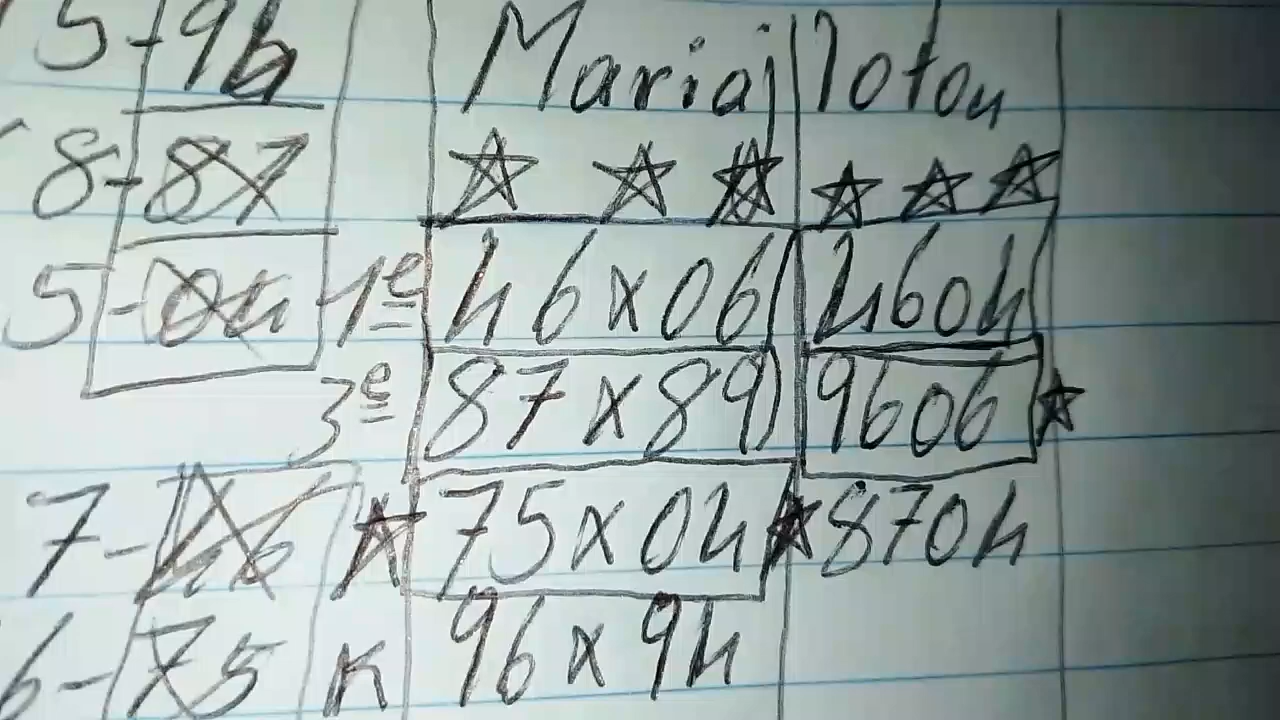 5-96 Mariaj lotou
8-87
5-04 1e 46x06 4604
3e 87x89 9606
7-46 75x04 8704
6-75 K 96x94